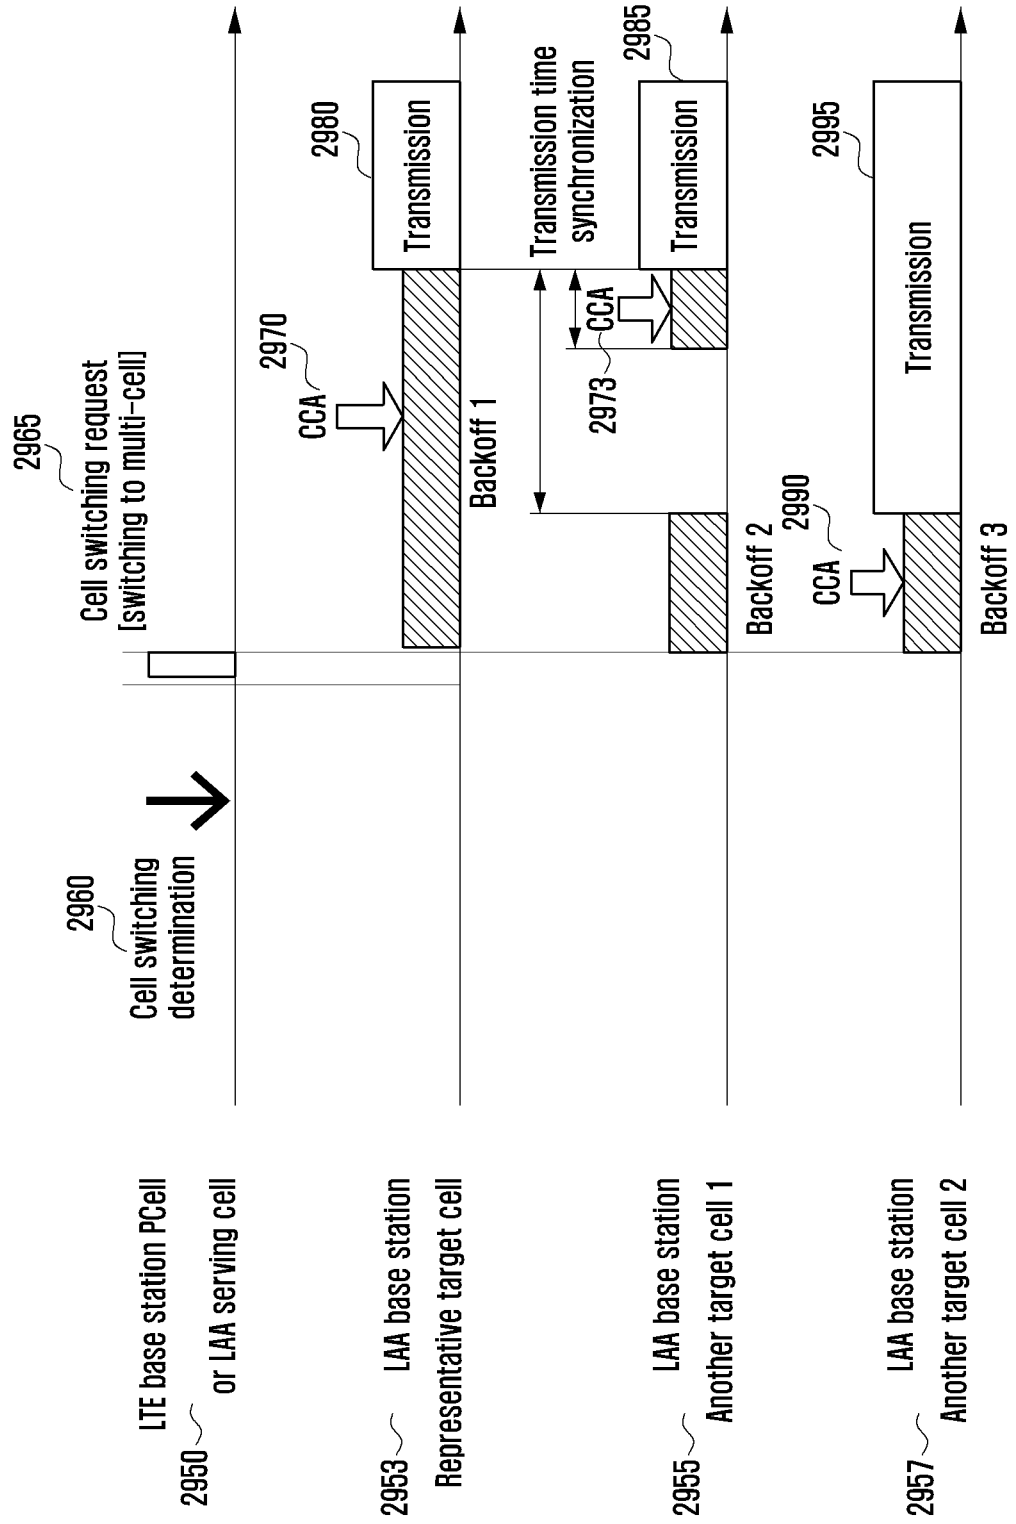 2960
Cell switching
determination
2965
Cell switching request
[switching to multi-cell]
LTE base station PCell
or LAA serving cell
2950
2970
CCA
2980
Transmission
Backoff 1
LAA base station
Representative target cell
2953
Transmission time
synchronization
2973
CCA
2985
Transmission
Backoff 2
LAA base station
Another target cell 1
2955
2990
CCA
2995
Transmission
Backoff 3
LAA base station
Another target cell 2
2957